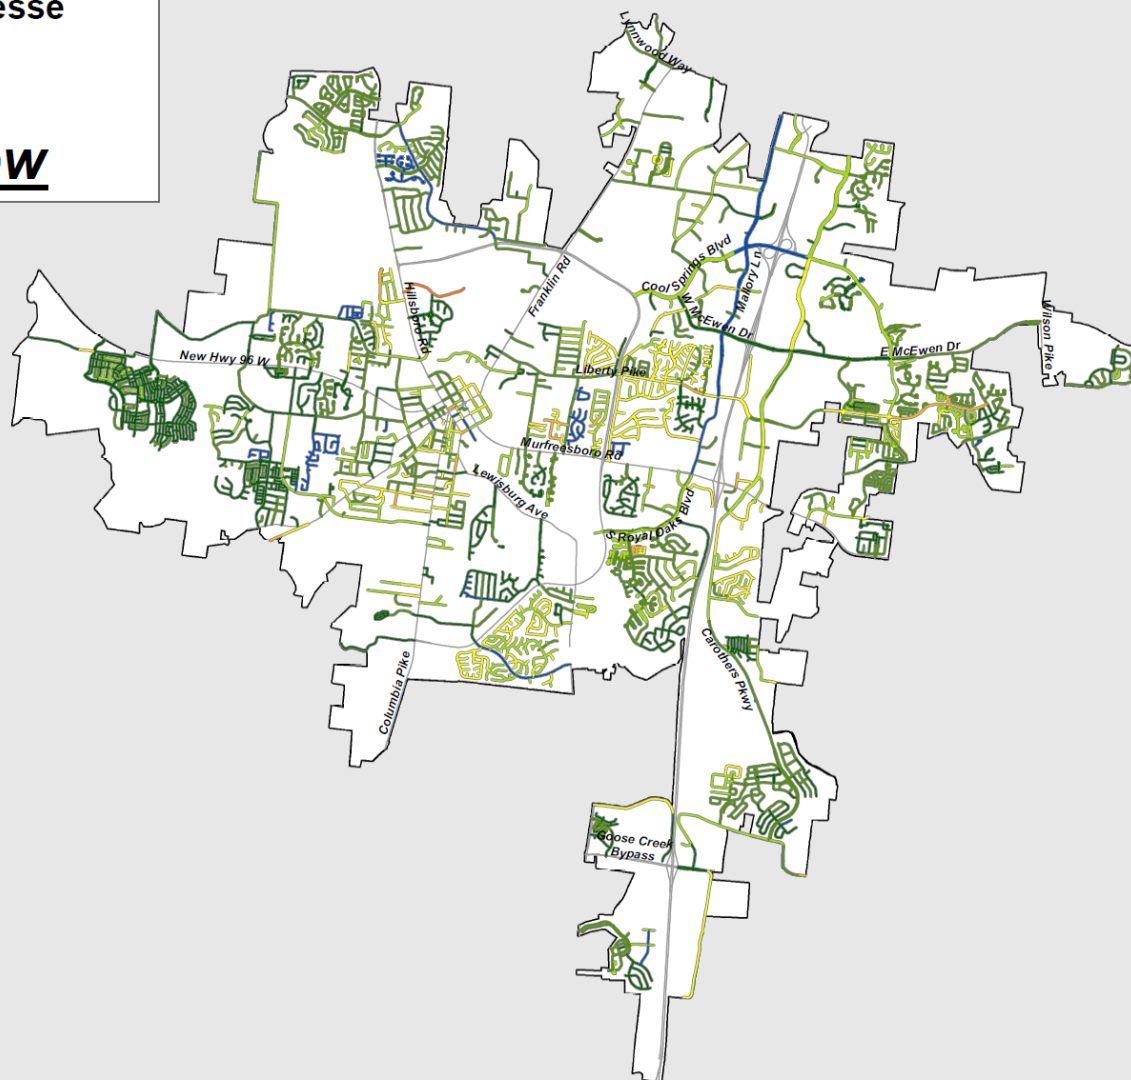 esse
ow
Lynnwood Way
Franklin Rd
Hillsboro Rd
Cool Springs Blvd
Mallory Ln
W McEwen Dr
E McEwen Dr
Wilson Pike
New Hwy 96 W
Liberty Pike
Murfreesboro Rd
Lewisburg Ave
S Royal Oaks Blvd
Columbia Pike
Carothers Pkwy
Goose Creek
Bypass